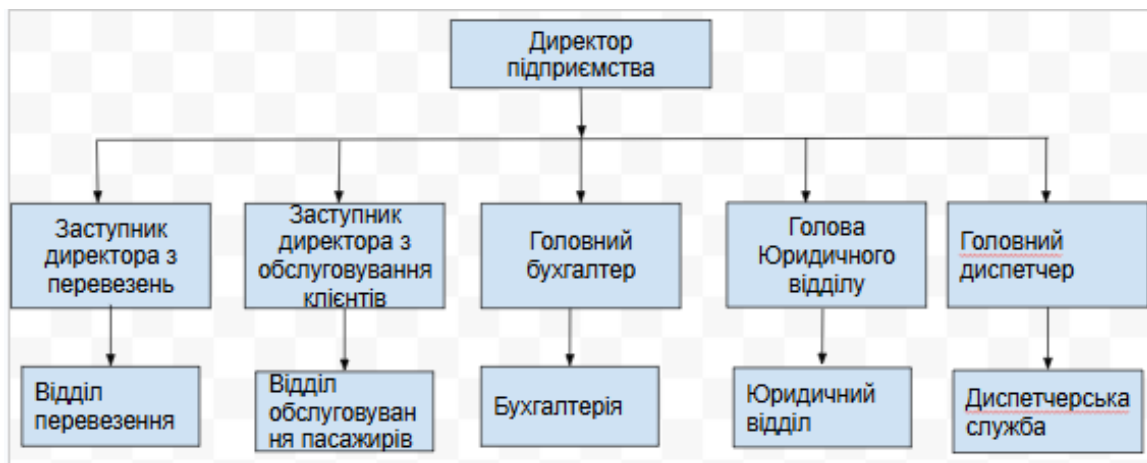 Директор
підприємства
Заступник
директора з
перевезень
Заступник
директора з
обслуговування
клієнтів
Головний
бухгалтер
Голова
Юридичного
відділу
Головний
диспетчер
Відділ
перевезення
Відділ
обслуговуван
ня пасажирів
Бухгалтерія
Юридичний
відділ
Диспетчерська
служба